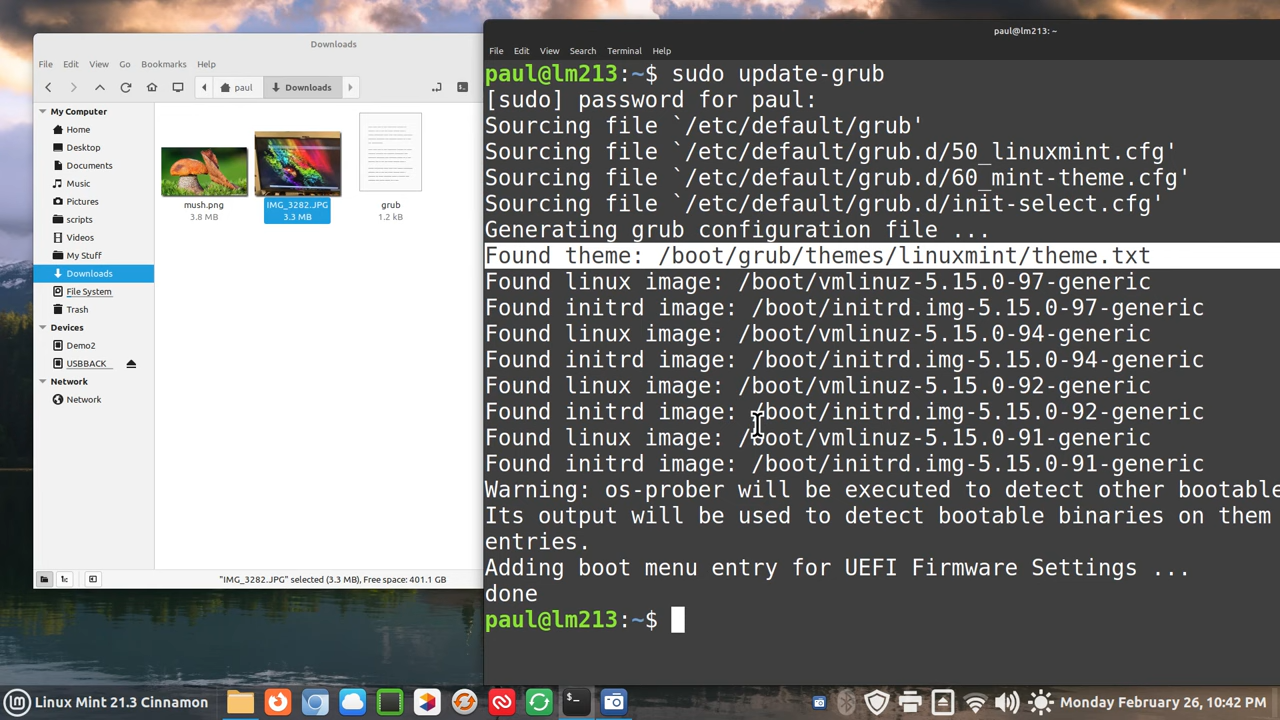 Downloads
File Edit View Go Bookmarks Help
paul Downloads
My Computer
Home
Desktop
Documents
Music
Pictures
scripts
Videos
My Stuff
Downloads
File System
Trash
Devices
Demo2
USBBACK
Network
Network
mush.png
3.8 MB
IMG_3282.JPG
3.3 MB
grub
1.2 kB
"IMG_3282.JPG" selected (3.3 MB), Free space: 401.1 GB
paul@lm213: ~
File Edit View Search Terminal Help
paul@lm213:~$ sudo update-grub
[sudo] password for paul:
Sourcing file `/etc/default/grub'
Sourcing file `/etc/default/grub.d/50_linuxmint.cfg'
Sourcing file `/etc/default/grub.d/60_mint-theme.cfg'
Sourcing file `/etc/default/grub.d/init-select.cfg'
Generating grub configuration file ...
Found theme: /boot/grub/themes/linuxmint/theme.txt
Found linux image: /boot/vmlinuz-5.15.0-97-generic
Found initrd image: /boot/initrd.img-5.15.0-97-generic
Found linux image: /boot/vmlinuz-5.15.0-94-generic
Found initrd image: /boot/initrd.img-5.15.0-94-generic
Found linux image: /boot/vmlinuz-5.15.0-92-generic
Found initrd image: /boot/initrd.img-5.15.0-92-generic
Found linux image: /boot/vmlinuz-5.15.0-91-generic
Found initrd image: /boot/initrd.img-5.15.0-91-generic
Warning: os-prober will be executed to detect other bootable
Its output will be used to detect bootable binaries on them
entries.
Adding boot menu entry for UEFI Firmware Settings ...
done
paul@lm213:~$
Linux Mint 21.3 Cinnamon
Monday February 26, 10:42 PM